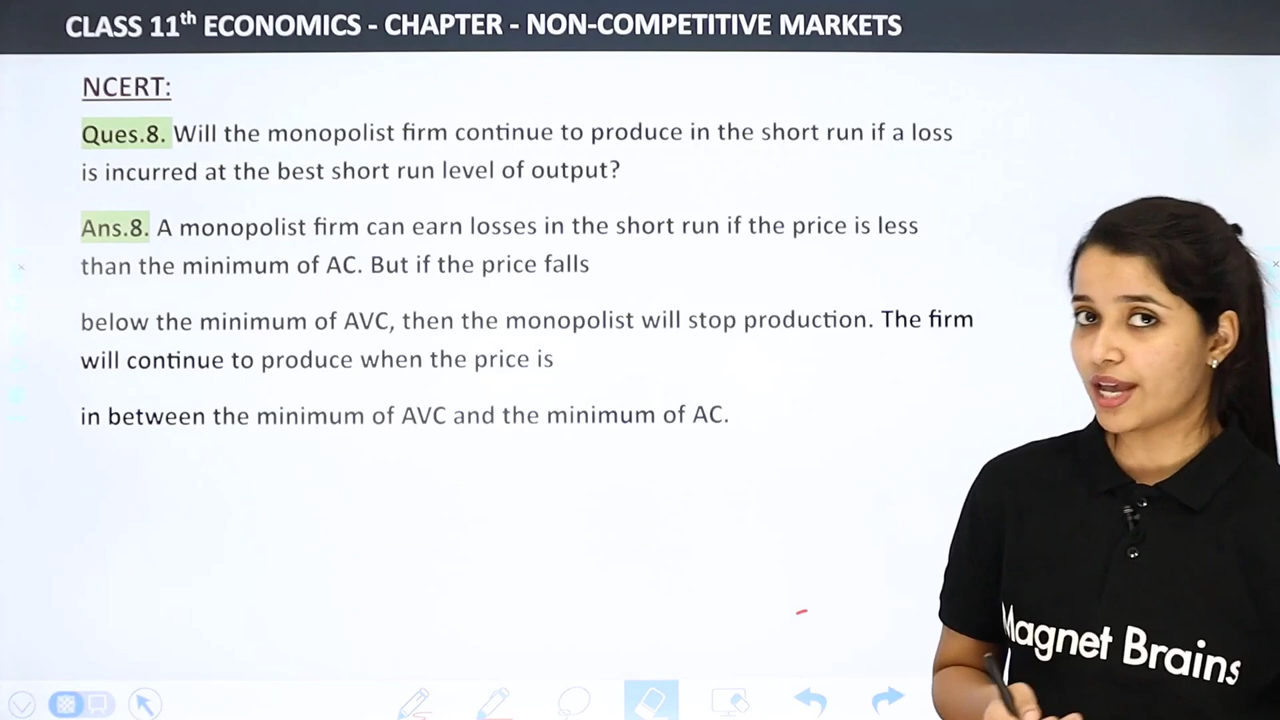 CLASS 11th ECONOMICS - CHAPTER - NON-COMPETITIVE MARKETS
NCERT:
Ques.8. Will the monopolist firm continue to produce in the short run if a loss
is incurred at the best short run level of output?
Ans.8. A monopolist firm can earn losses in the short run if the price is less
than the minimum of AC. But if the price falls
below the minimum of AVC, then the monopolist will stop production. The firm
will continue to produce when the price is
in between the minimum of AVC and the minimum of AC.
Magnet Brains